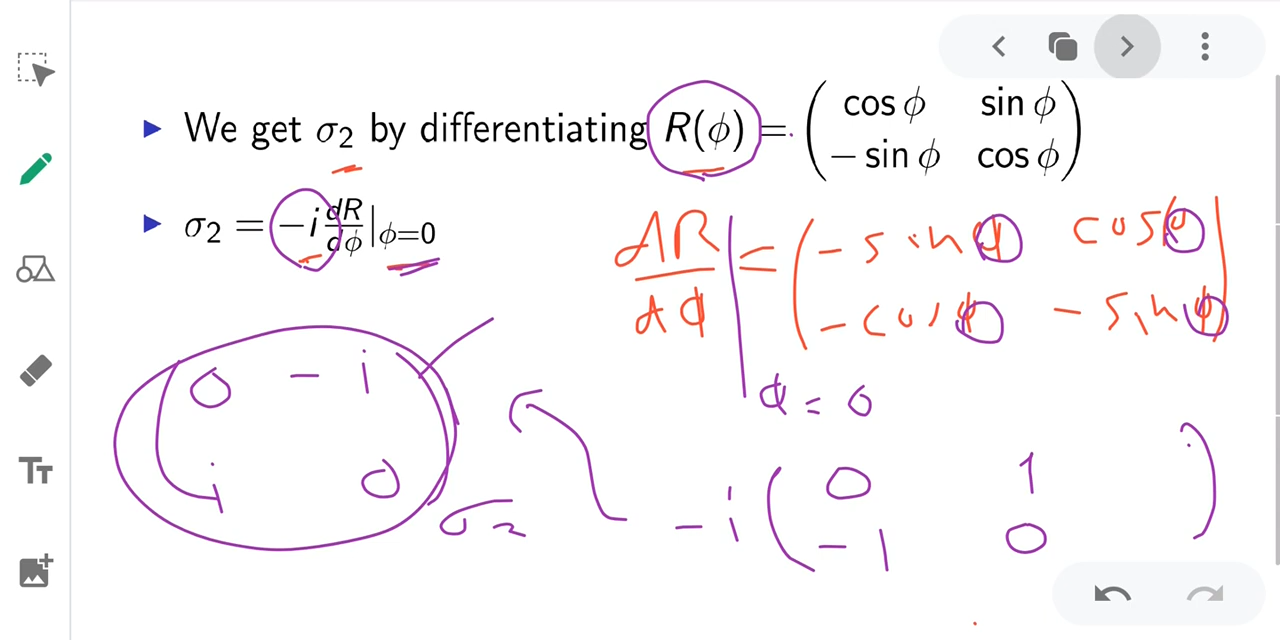 ▶ We get σ₂ by differentiating R(ϕ) = ( cos ϕ sin ϕ
− sin ϕ cos ϕ )
▶ σ₂ = −i dR/dϕ |ϕ=0
dR/dϕ |ϕ=0 = ( − sin ϕ cos ϕ
− cos ϕ − sin ϕ )
0 − i
i 0
σ₂
− i ( 0 1
− 1 0 )
Tт